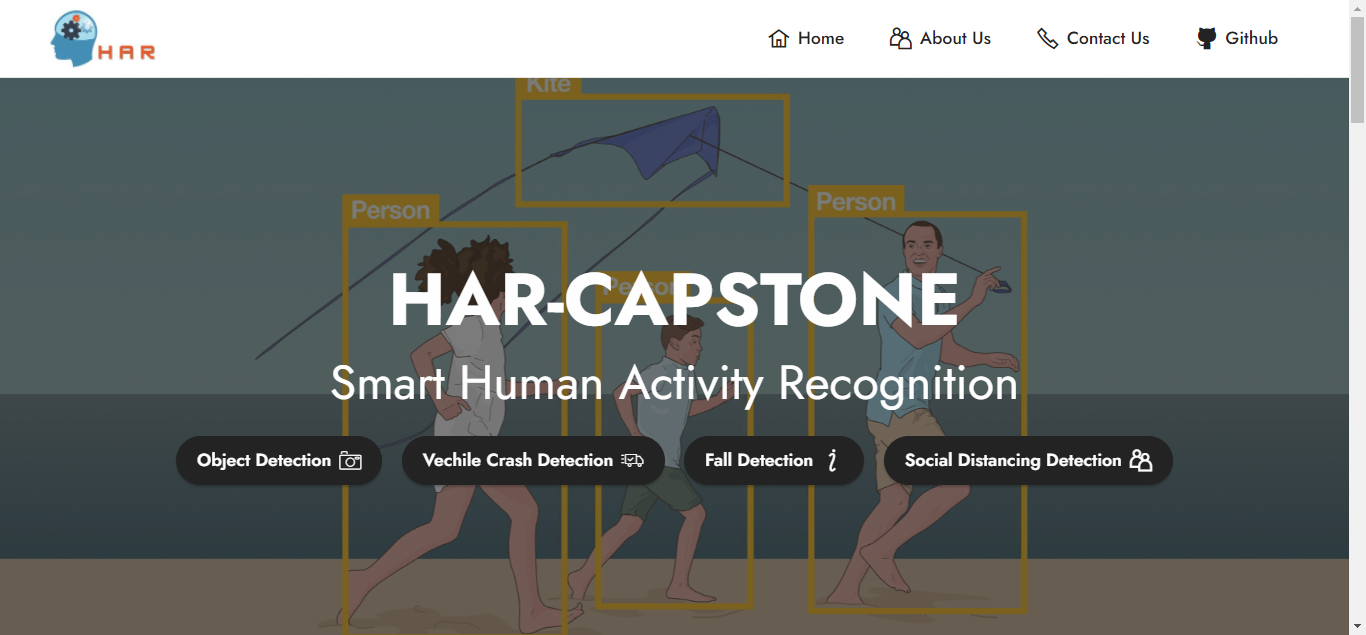 HAR
Home
About Us
Contact Us
Github
Kite
Person
Person
Person
HAR-CAPSTONE
Smart Human Activity Recognition
Object Detection
Vechile Crash Detection
Fall Detection
Social Distancing Detection